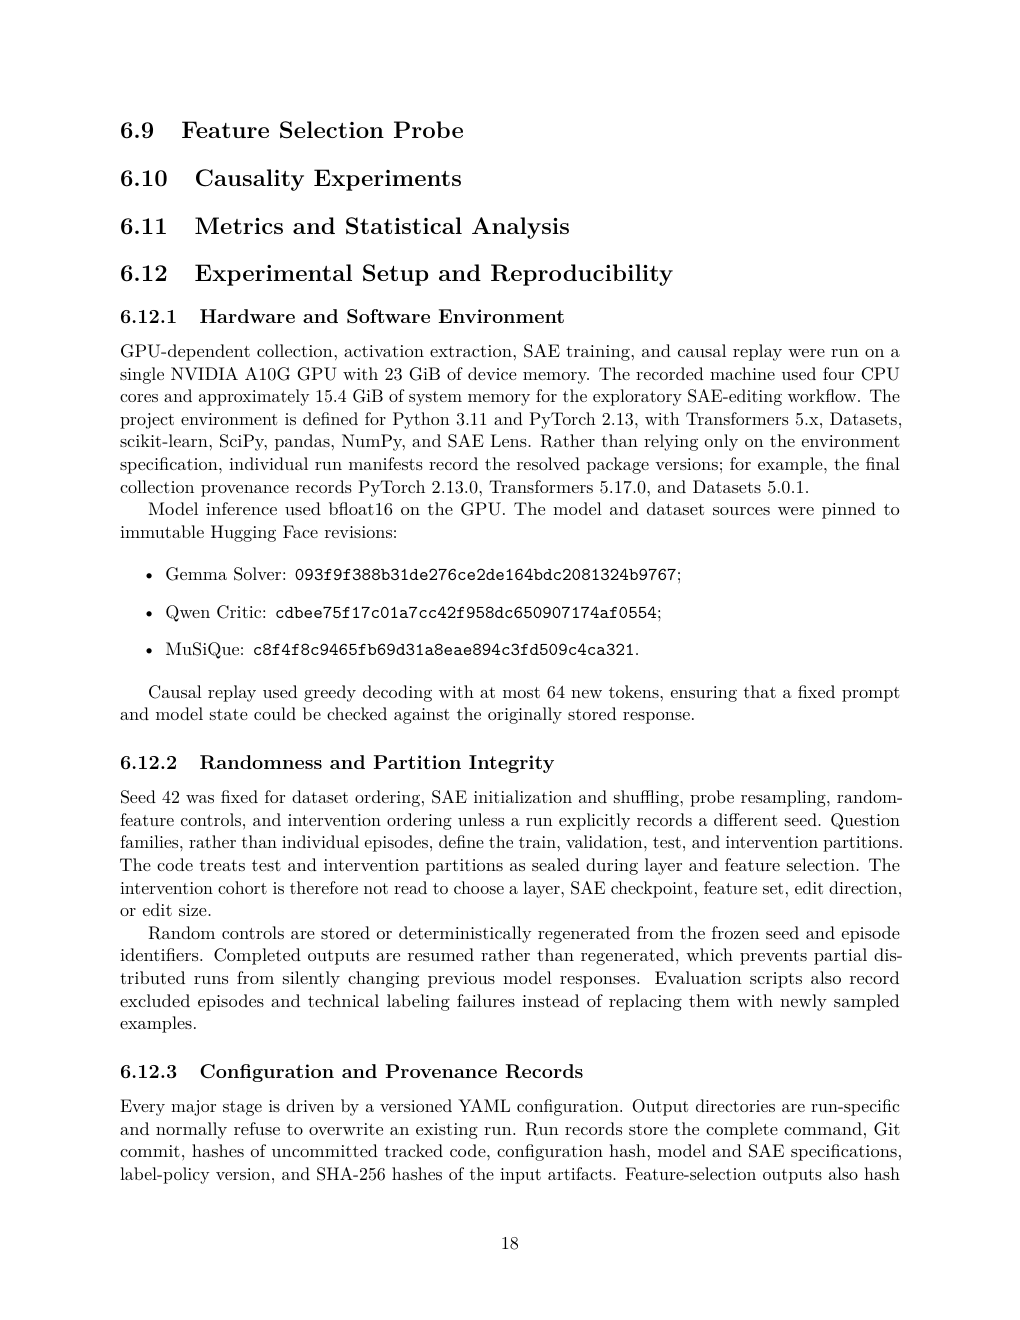 6.9 Feature Selection Probe
6.10 Causality Experiments
6.11 Metrics and Statistical Analysis
6.12 Experimental Setup and Reproducibility
6.12.1 Hardware and Software Environment
GPU-dependent collection, activation extraction, SAE training, and causal replay were run on a
single NVIDIA A10G GPU with 23 GiB of device memory. The recorded machine used four CPU
cores and approximately 15.4 GiB of system memory for the exploratory SAE-editing workflow. The
project environment is defined for Python 3.11 and PyTorch 2.13, with Transformers 5.x, Datasets,
scikit-learn, SciPy, pandas, NumPy, and SAE Lens. Rather than relying only on the environment
specification, individual run manifests record the resolved package versions; for example, the final
collection provenance records PyTorch 2.13.0, Transformers 5.17.0, and Datasets 5.0.1.
Model inference used bfloat16 on the GPU. The model and dataset sources were pinned to
immutable Hugging Face revisions:
• Gemma Solver: 093f9f388b31de276ce2de164bdc2081324b9767;
• Qwen Critic: cdbee75f17c01a7cc42f958dc650907174af0554;
• MuSiQue: c8f4f8c9465fb69d31a8eae894c3fd509c4ca321.
Causal replay used greedy decoding with at most 64 new tokens, ensuring that a fixed prompt
and model state could be checked against the originally stored response.
6.12.2 Randomness and Partition Integrity
Seed 42 was fixed for dataset ordering, SAE initialization and shuffling, probe resampling, random-
feature controls, and intervention ordering unless a run explicitly records a different seed. Question
families, rather than individual episodes, define the train, validation, test, and intervention partitions.
The code treats test and intervention partitions as sealed during layer and feature selection. The
intervention cohort is therefore not read to choose a layer, SAE checkpoint, feature set, edit direction,
or edit size.
Random controls are stored or deterministically regenerated from the frozen seed and episode
identifiers. Completed outputs are resumed rather than regenerated, which prevents partial dis-
tributed runs from silently changing previous model responses. Evaluation scripts also record
excluded episodes and technical labeling failures instead of replacing them with newly sampled
examples.
6.12.3 Configuration and Provenance Records
Every major stage is driven by a versioned YAML configuration. Output directories are run-specific
and normally refuse to overwrite an existing run. Run records store the complete command, Git
commit, hashes of uncommitted tracked code, configuration hash, model and SAE specifications,
label-policy version, and SHA-256 hashes of the input artifacts. Feature-selection outputs also hash
18